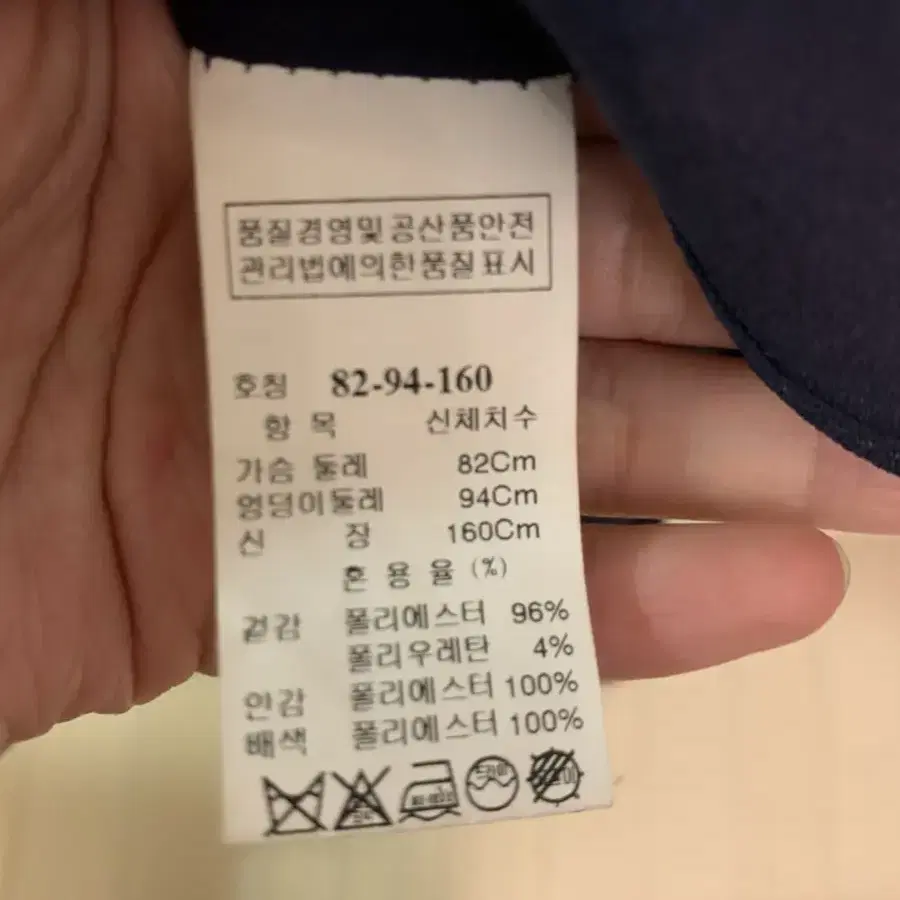 품질경영및공산품안전
관리법에의한품질표시
호칭 82-94-160
항 목 신체치수
가슴 둘레 82Cm
엉덩이둘레 94Cm
신 장 160Cm
혼 용 율 (%)
겉감 폴리에스터 96%
폴리우레탄 4%
안감 폴리에스터 100%
배색 폴리에스터 100%
드라이